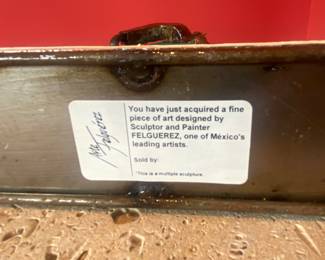 You have just acquired a fine
piece of art designed by
Sculptor and Painter
FELGUEREZ, one of México's
leading artists.
Sold by:
*This is a multiple sculpture.
Felguérez